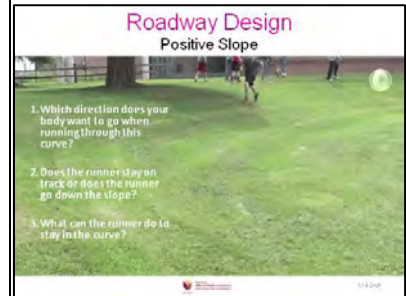 Roadway Design
Positive Slope
1. Which direction does your
body want to go when
running through this
curve?
2. Does the runner stay on
track or does the runner
go down the slope?
3. What can the runner do to
stay in the curve?